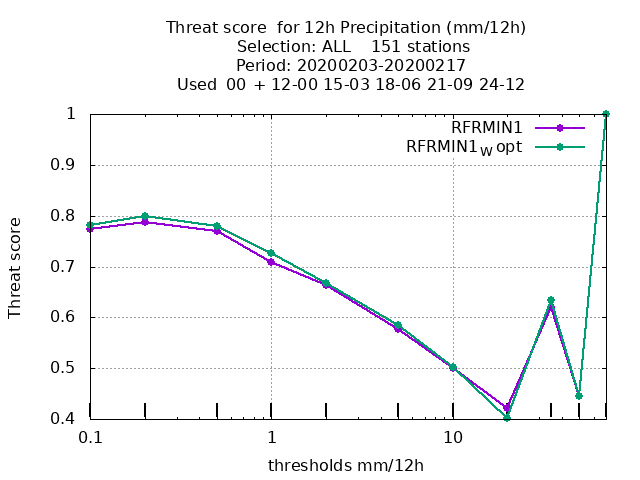 Threat score  for 12h Precipitation (mm/12h)
Selection: ALL    151 stations
Period: 20200203-20200217
Used  00 + 12-00 15-03 18-06 21-09 24-12
RFRMIN1
RFRMIN1W opt
1
0.9
0.8
0.7
0.6
0.5
0.4
Threat score
0.1
1
10
thresholds mm/12h